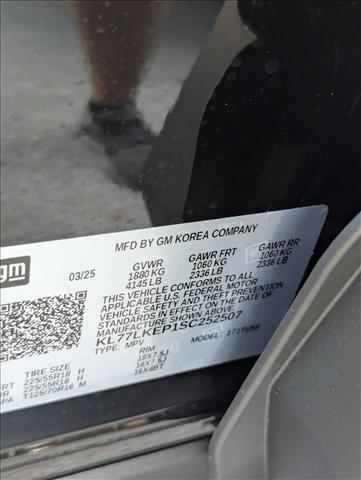 MFD BY GM KOREA COMPANY
gm
03/25
GVWR GAWR FRT GAWR RR
1880 KG 1060 KG 1060 KG
4145 LB 2336 LB 2336 LB
THIS VEHICLE CONFORMS TO ALL
APPLICABLE U.S. FEDERAL MOTOR
VEHICLE SAFETY AND THEFT PREVENTION
STANDARDS IN EFFECT ON THE DATE OF
MANUFACTURE SHOWN ABOVE.
KL77LKEP1SC252507
TYPE: MPV MODEL: 1TU58
TIRE SIZE RIM
FRT 225/55R18 H 18X7.5J
RR 225/55R18 H 18X7.5J
SPA T125/70R16 M 16X4BT